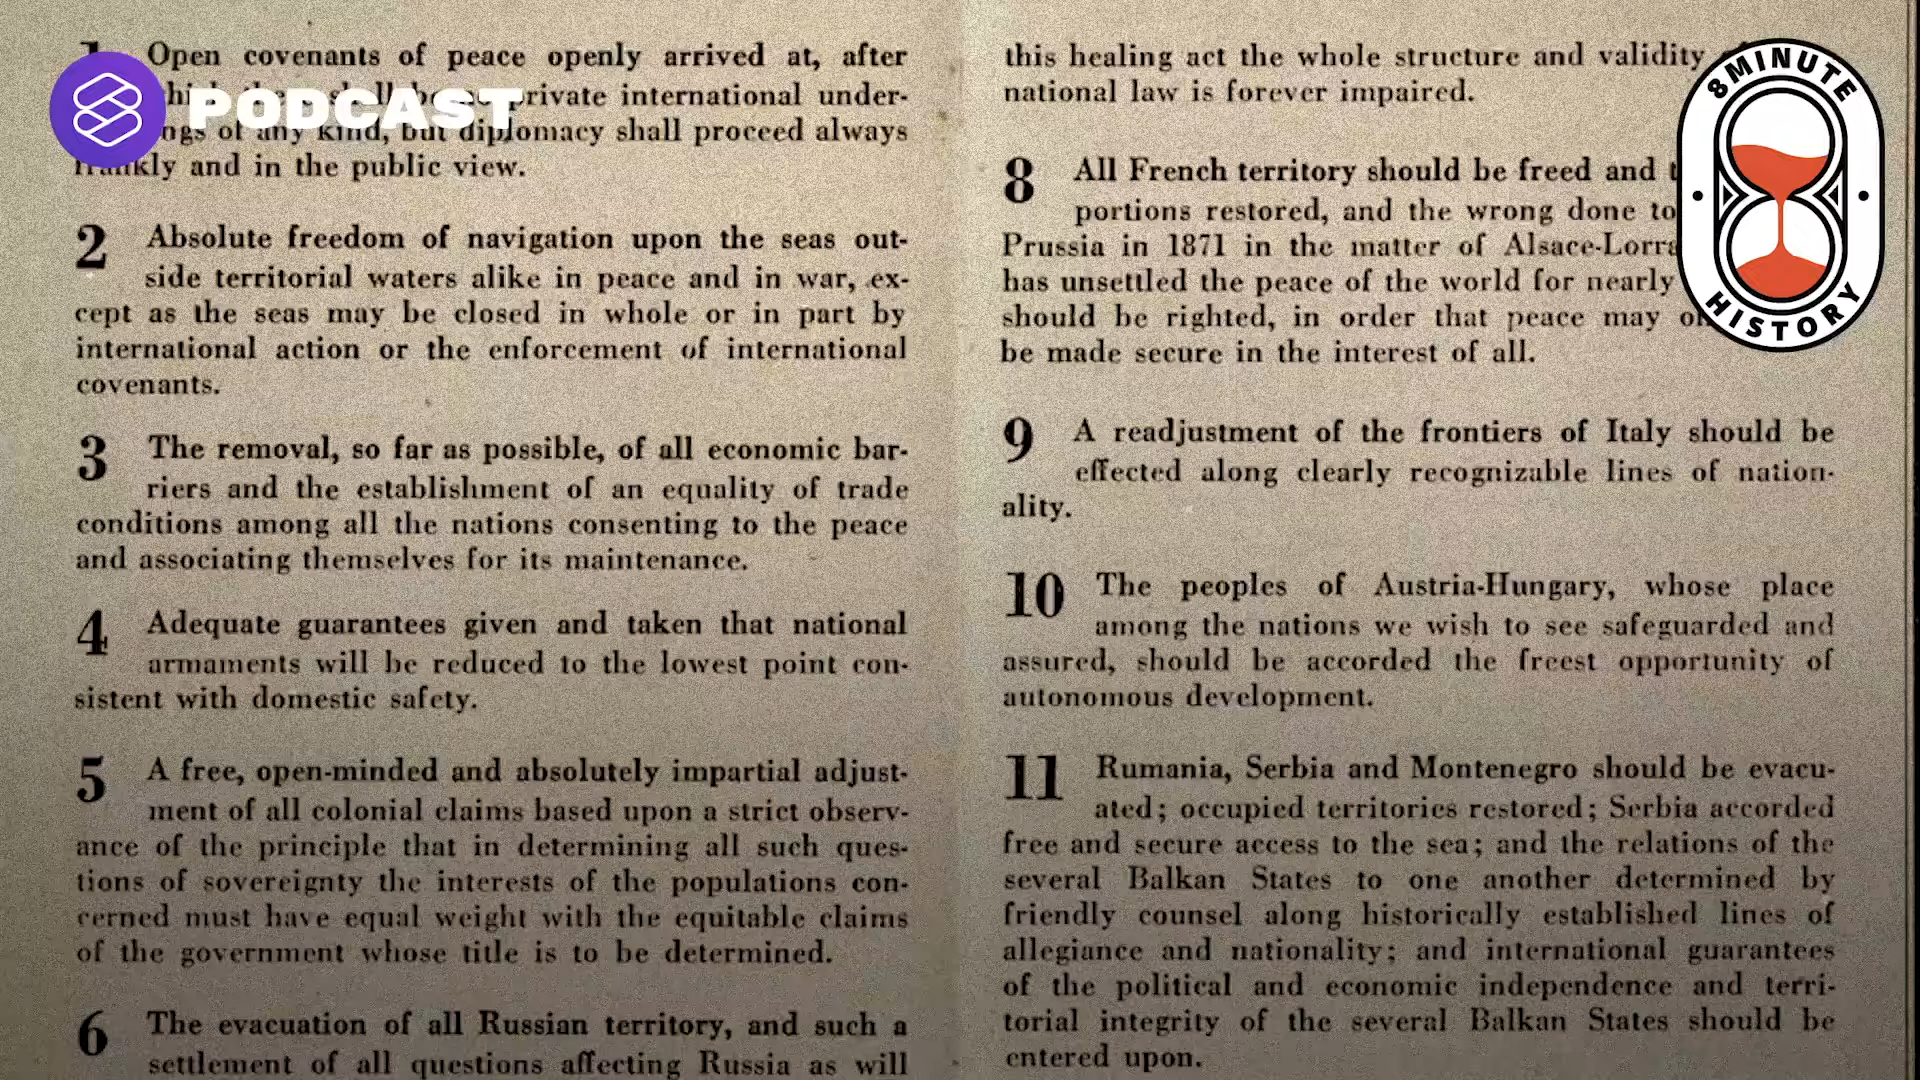 PODCAST
8MINUTE
HISTORY
1 Open covenants of peace openly arrived at, after
private international under-
of any kind, but diplomacy shall proceed always
frankly and in the public view.
2 Absolute freedom of navigation upon the seas out-
side territorial waters alike in peace and in war, ex-
cept as the seas may be closed in whole or in part by
international action or the enforcement of international
covenants.
3 The removal, so far as possible, of all economic bar-
riers and the establishment of an equality of trade
conditions among all the nations consenting to the peace
and associating themselves for its maintenance.
4 Adequate guarantees given and taken that national
armaments will be reduced to the lowest point con-
sistent with domestic safety.
5 A free, open-minded and absolutely impartial adjust-
ment of all colonial claims based upon a strict observ-
ance of the principle that in determining all such ques-
tions of sovereignty the interests of the populations con-
cerned must have equal weight with the equitable claims
of the government whose title is to be determined.
6 The evacuation of all Russian territory, and such a
settlement of all questions affecting Russia as will
this healing act the whole structure and validity
national law is forever impaired.
8 All French territory should be freed and
portions restored, and the wrong done to
Prussia in 1871 in the matter of Alsace-Lorra
has unsettled the peace of the world for nearly
should be righted, in order that peace may
be made secure in the interest of all.
9 A readjustment of the frontiers of Italy should be
effected along clearly recognizable lines of nation-
ality.
10 The peoples of Austria-Hungary, whose place
among the nations we wish to see safeguarded and
assured, should be accorded the freest opportunity of
autonomous development.
11 Rumania, Serbia and Montenegro should be evacu-
ated; occupied territories restored; Serbia accorded
free and secure access to the sea; and the relations of the
several Balkan States to one another determined by
friendly counsel along historically established lines of
allegiance and nationality; and international guarantees
of the political and economic independence and terri-
torial integrity of the several Balkan States should be
entered upon.